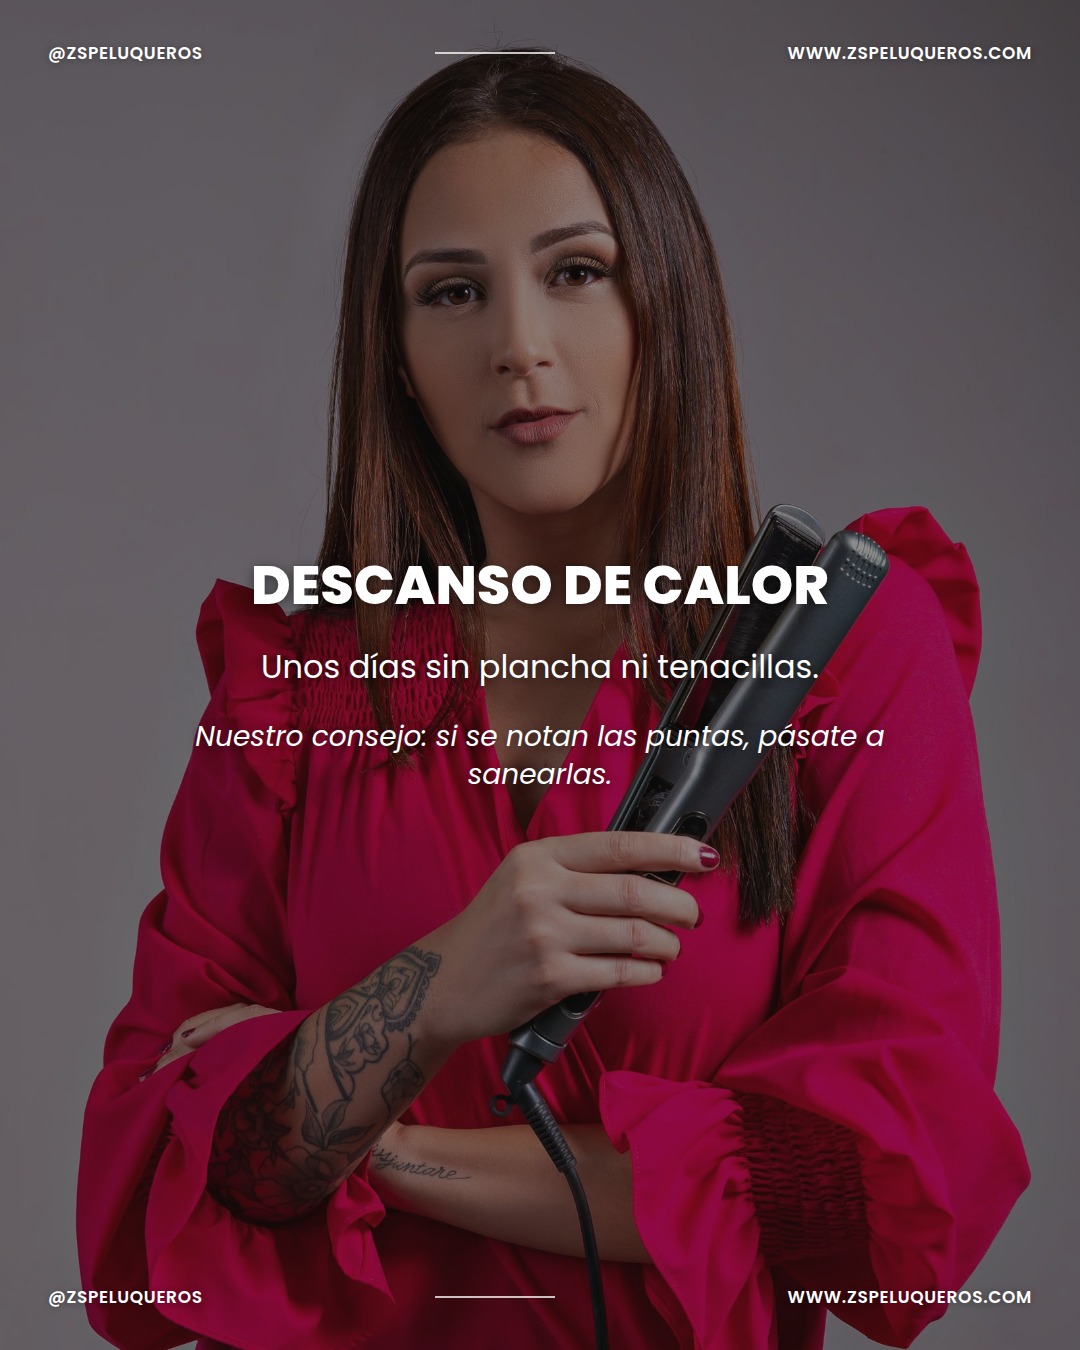 @ZSPELUQUEROS
WWW.ZSPELUQUEROS.COM
DESCANSO DE CALOR
Unos días sin plancha ni tenacillas.
Nuestro consejo: si se notan las puntas, pásate a
sanearlas.
@ZSPELUQUEROS
WWW.ZSPELUQUEROS.COM